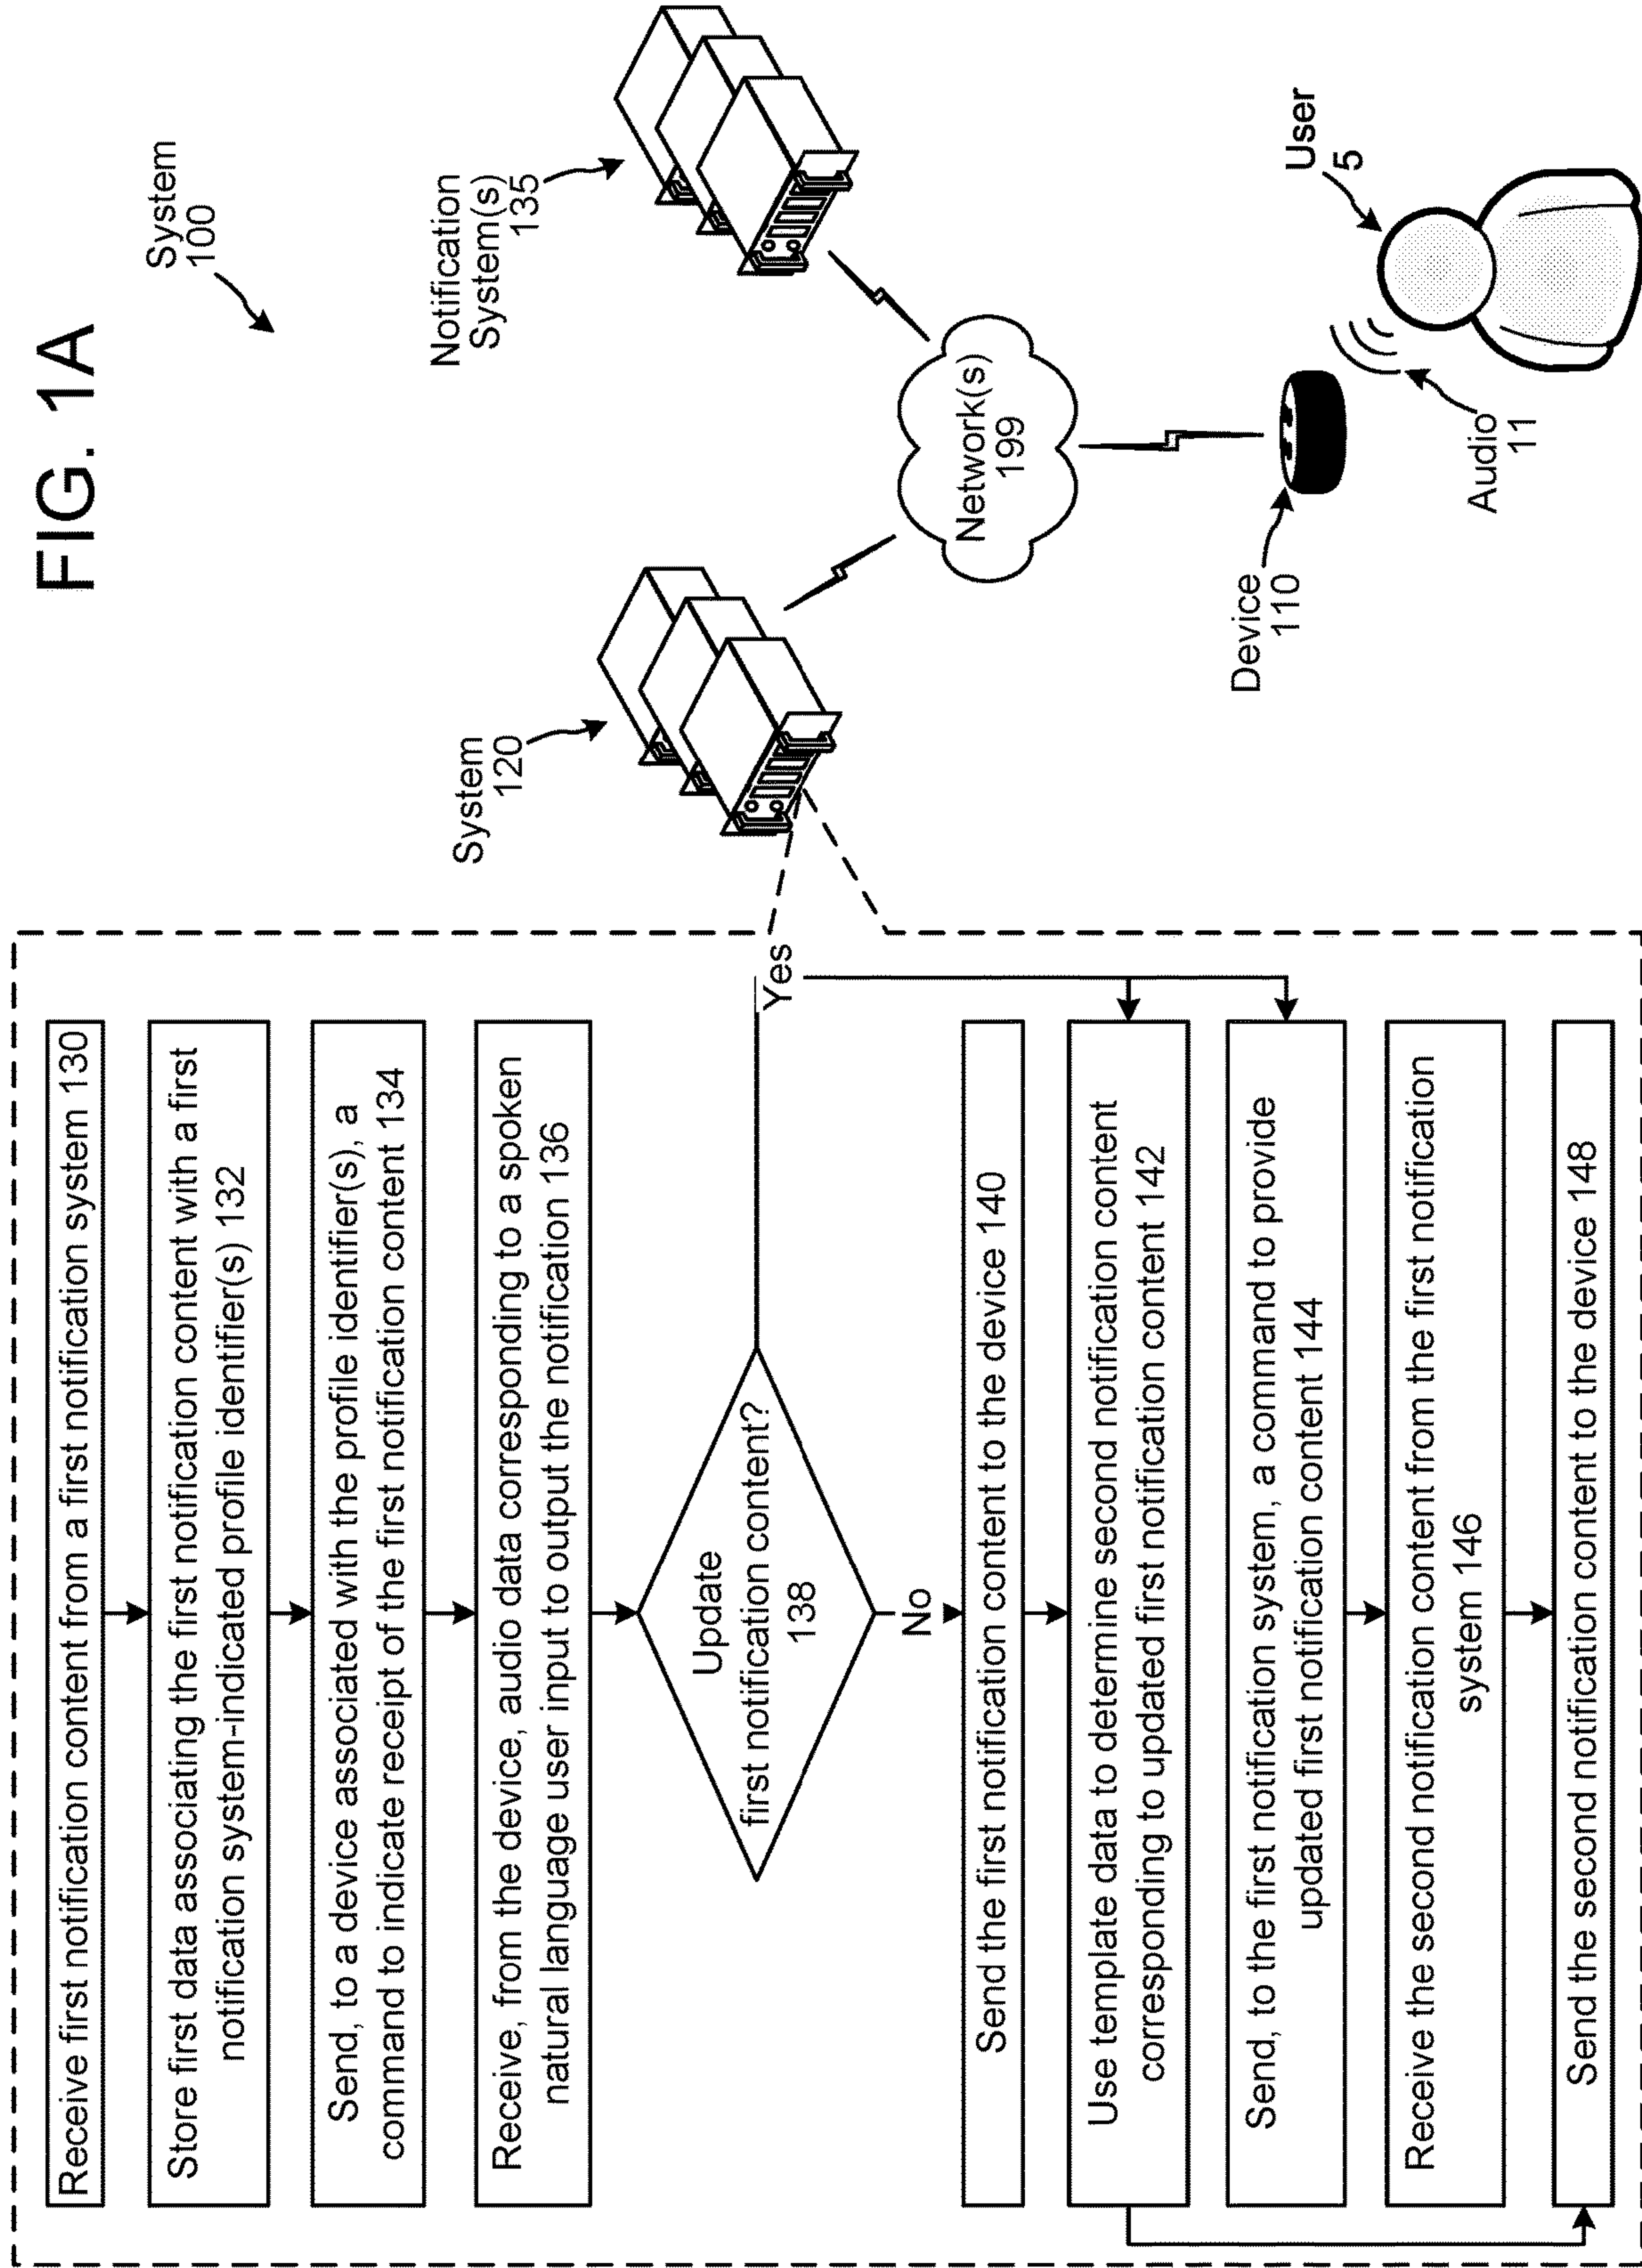 FIG. 1A
System
100
System
120
Notification
System(s)
135
Network(s)
199
Device
110
Audio
11
User
5
Receive first notification content from a first notification system 130
Store first data associating the first notification content with a first
notification system-indicated profile identifier(s) 132
Send, to a device associated with the profile identifier(s), a
command to indicate receipt of the first notification content 134
Receive, from the device, audio data corresponding to a spoken
natural language user input to output the notification 136
Update
first notification content?
138
Yes
No
Send the first notification content to the device 140
Use template data to determine second notification content
corresponding to updated first notification content 142
Send, to the first notification system, a command to provide
updated first notification content 144
Receive the second notification content from the first notification
system 146
Send the second notification content to the device 148